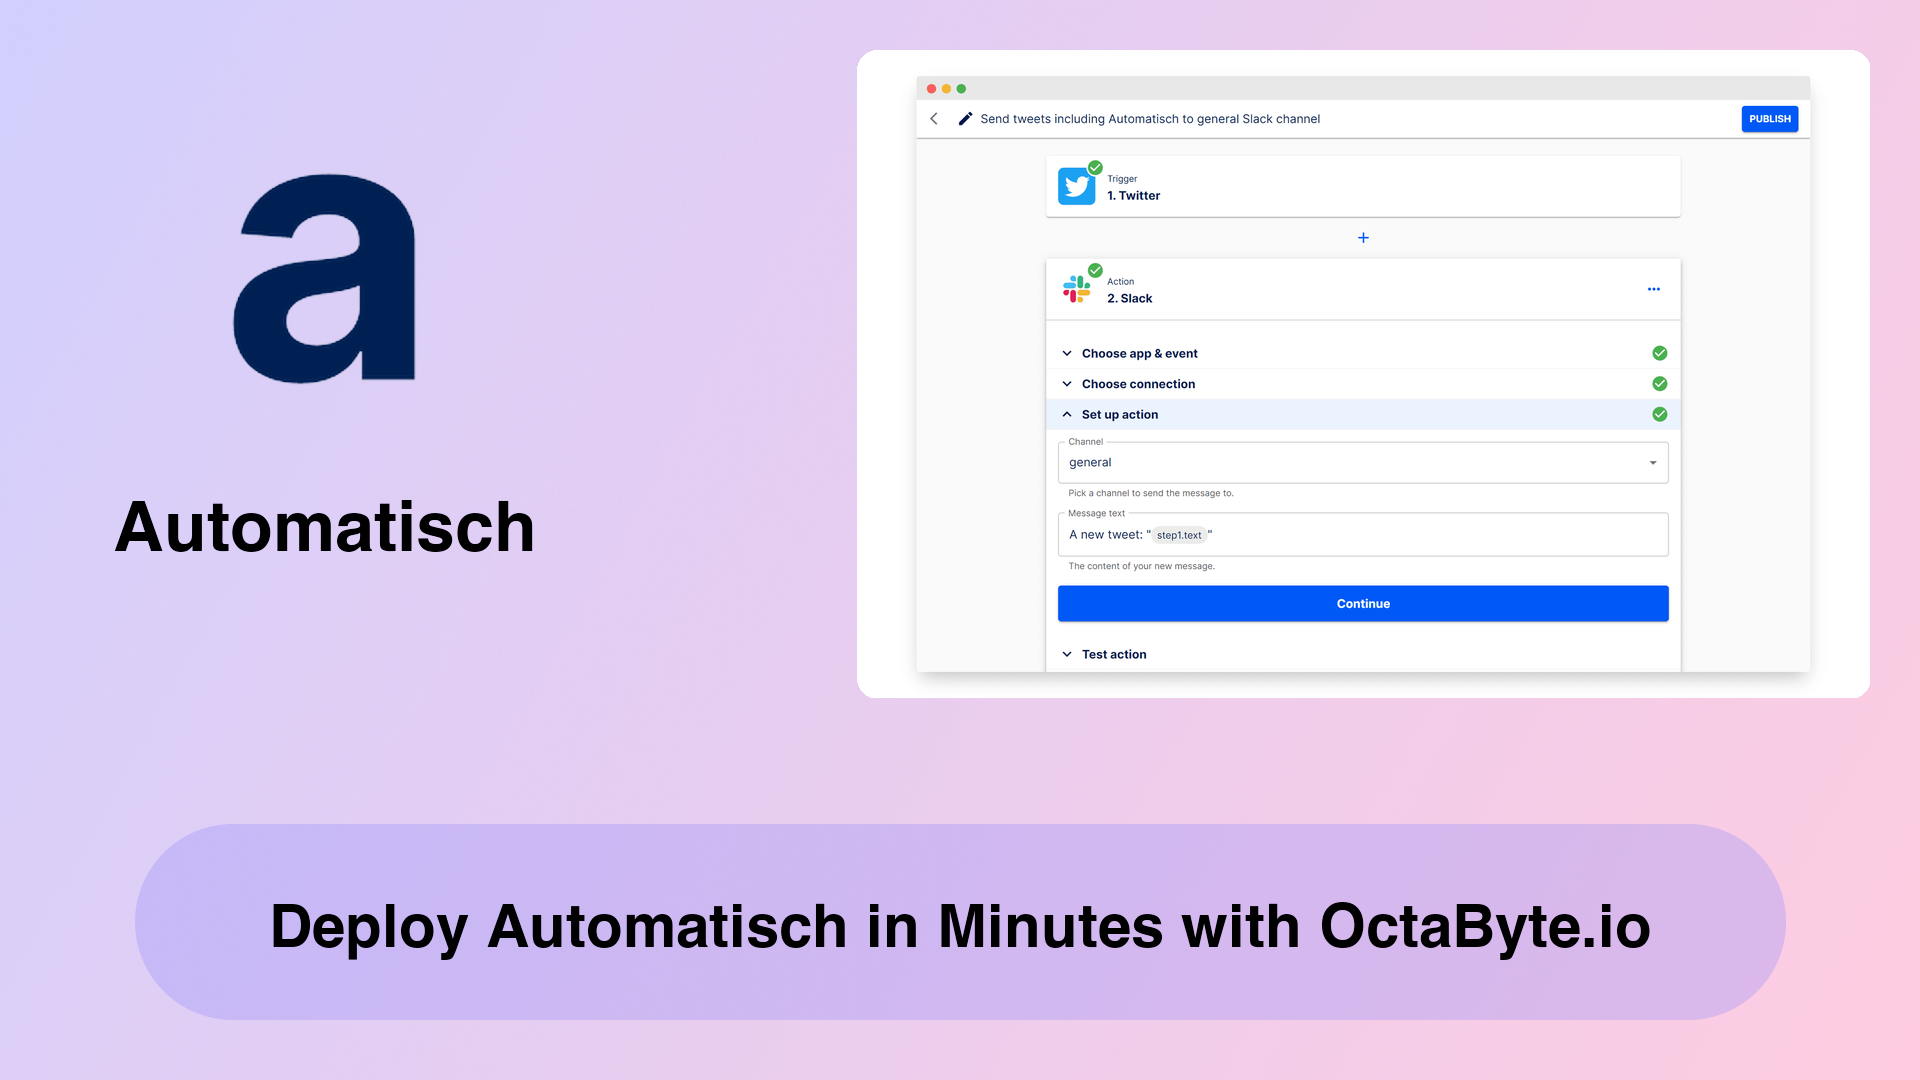 a
Automatisch
Send tweets including Automatisch to general Slack channel
PUBLISH
Trigger
1. Twitter
+
Action
2. Slack
Choose app & event
Choose connection
Set up action
Channel
general
Pick a channel to send the message to.
Message text
A new tweet: " step1.text "
The content of your new message.
Continue
Test action
Deploy Automatisch in Minutes with OctaByte.io